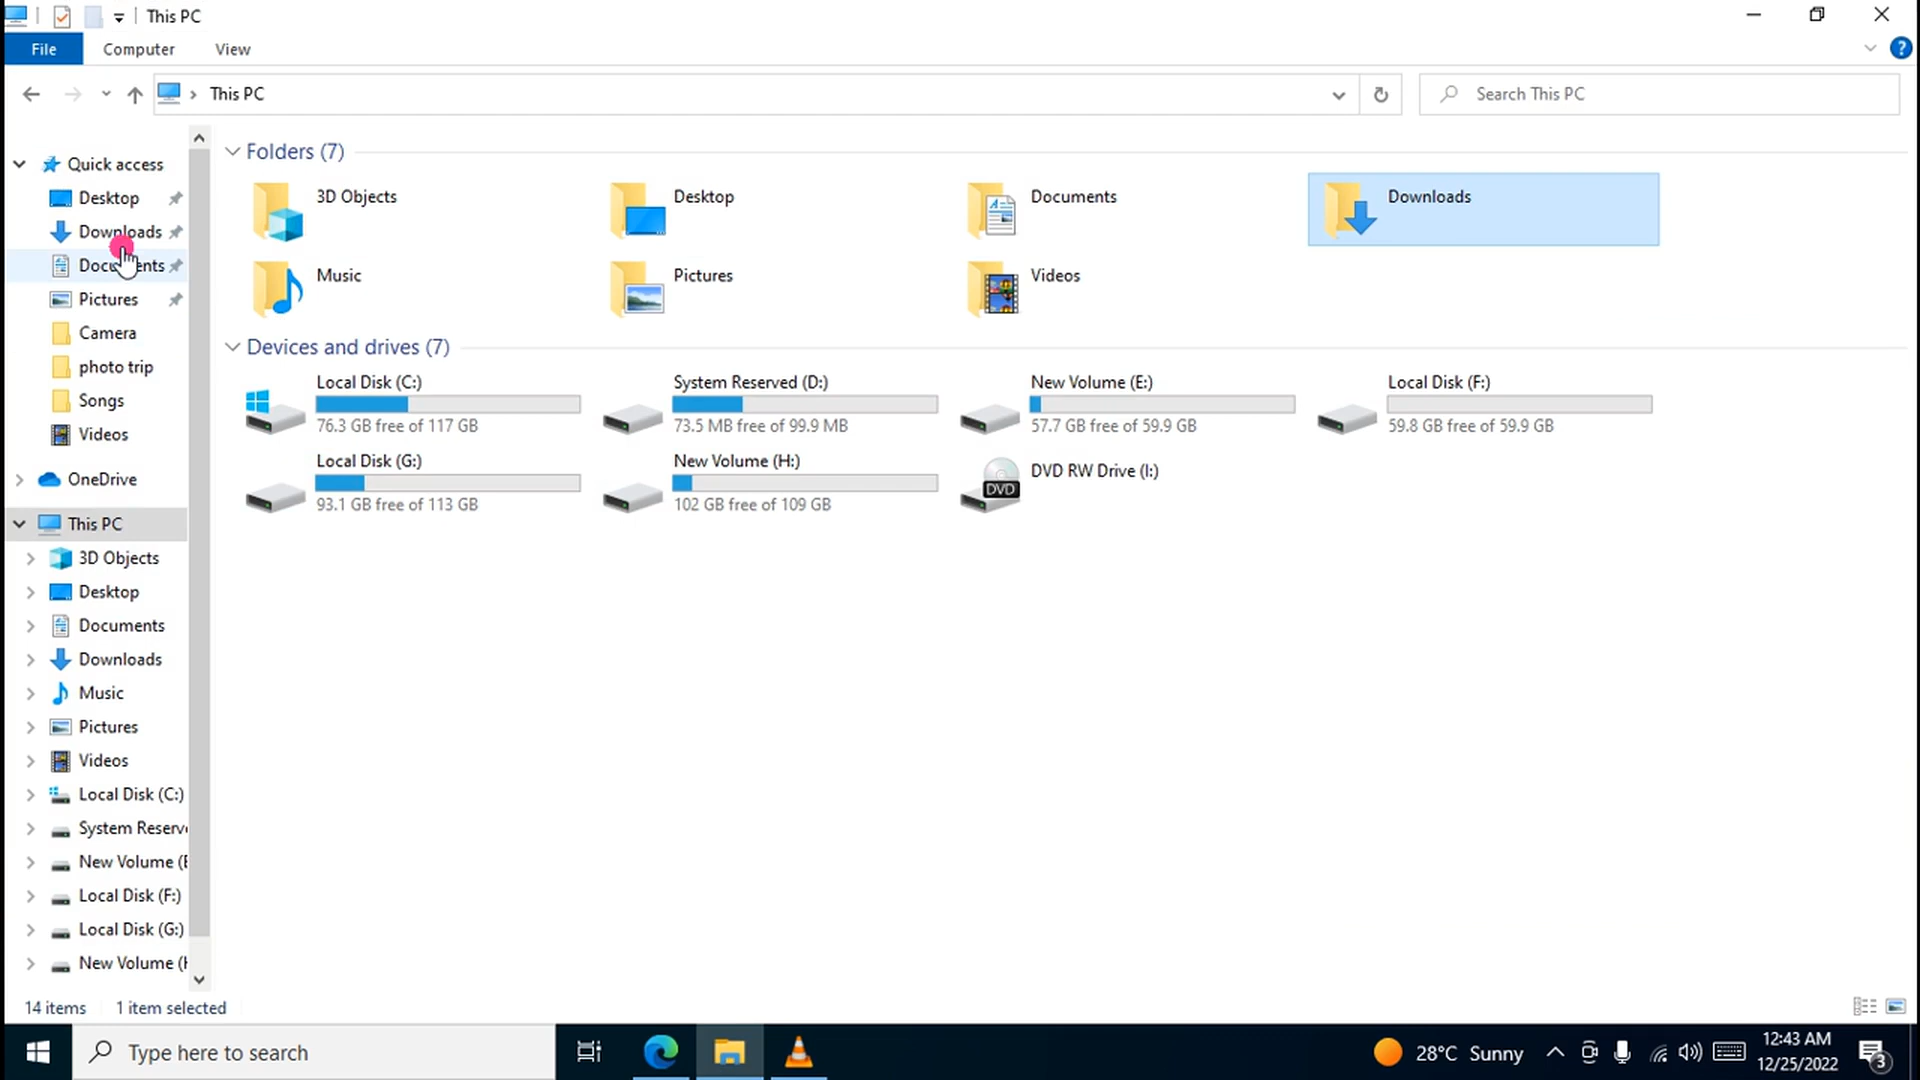 This PC
File Computer View
This PC
Search This PC
Quick access
Desktop
Downloads
Documents
Pictures
Camera
photo trip
Songs
Videos
OneDrive
This PC
3D Objects
Desktop
Documents
Downloads
Music
Pictures
Videos
Local Disk (C:)
System Reserv
New Volume (E
Local Disk (F:)
Local Disk (G:)
New Volume (H
Folders (7)
3D Objects
Desktop
Documents
Downloads
Music
Pictures
Videos
Devices and drives (7)
Local Disk (C:)
76.3 GB free of 117 GB
System Reserved (D:)
73.5 MB free of 99.9 MB
New Volume (E:)
57.7 GB free of 59.9 GB
Local Disk (F:)
59.8 GB free of 59.9 GB
Local Disk (G:)
93.1 GB free of 113 GB
New Volume (H:)
102 GB free of 109 GB
DVD
DVD RW Drive (I:)
14 items 1 item selected
Type here to search
28°C Sunny
12:43 AM
12/25/2022
3